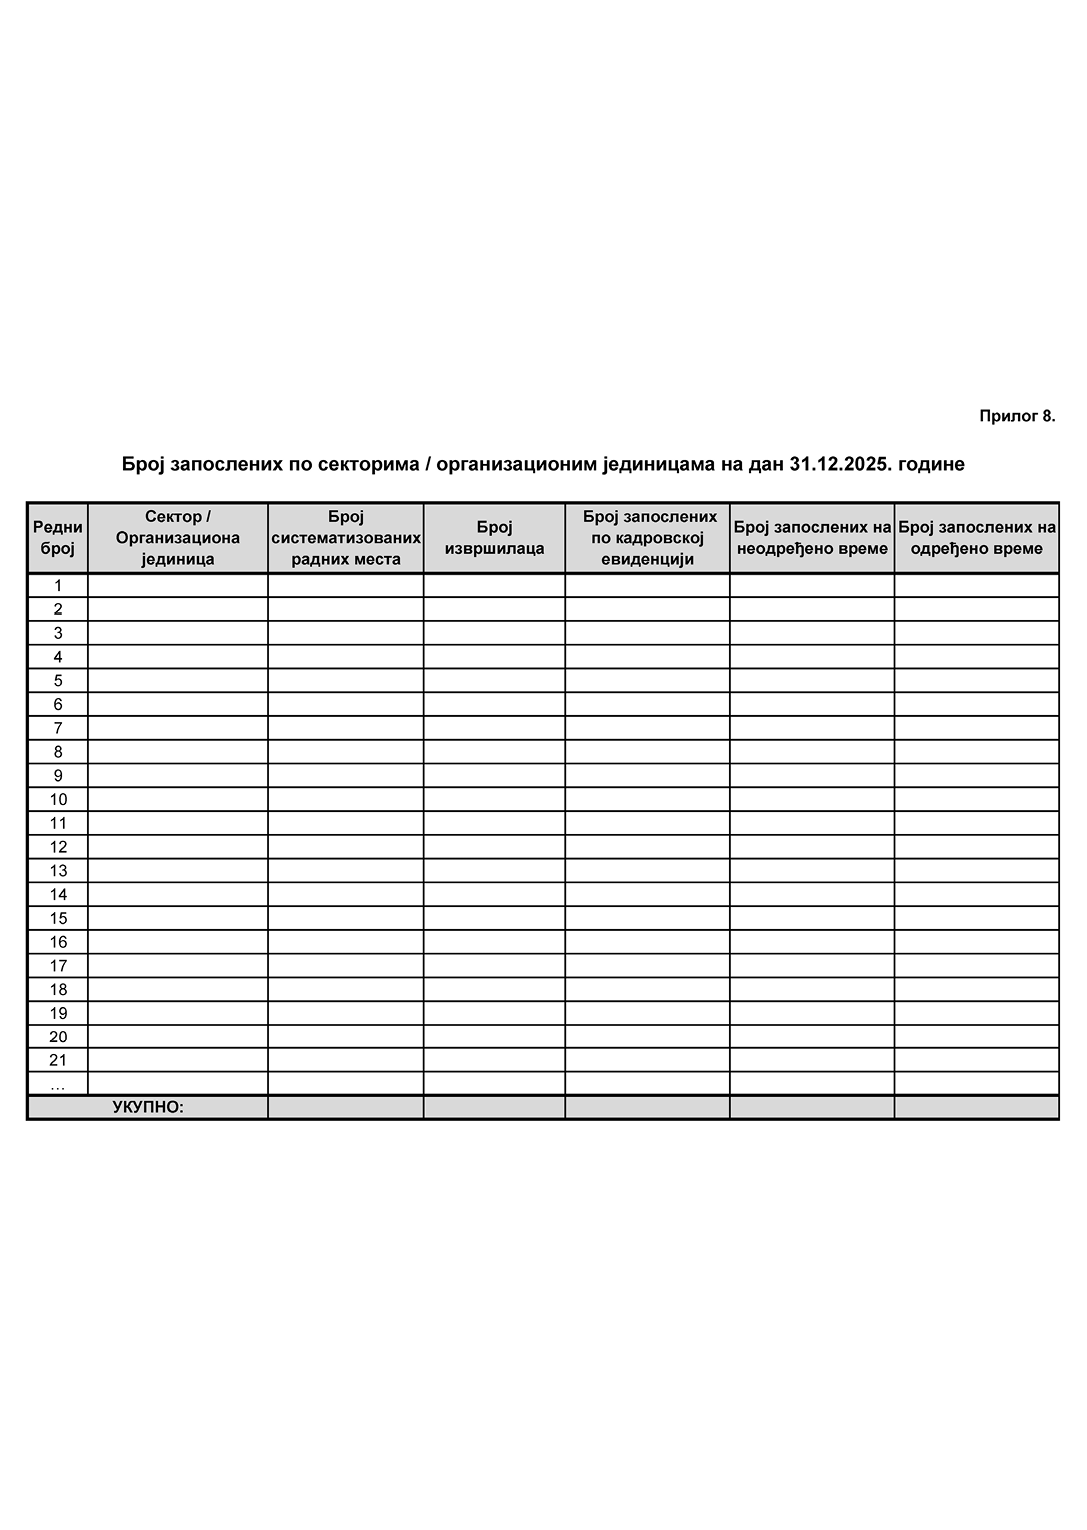 Прилог 8.
Број запослених по секторима / организационим јединицама на дан 31.12.2025. године
Редни број
Сектор / Организациона јединица
Број систематизованих радних места
Број извршилаца
Број запослених по кадровској евиденцији
Број запослених на неодређено време
Број запослених на одређено време
1
2
3
4
5
6
7
8
9
10
11
12
13
14
15
16
17
18
19
20
21
...
УКУПНО: